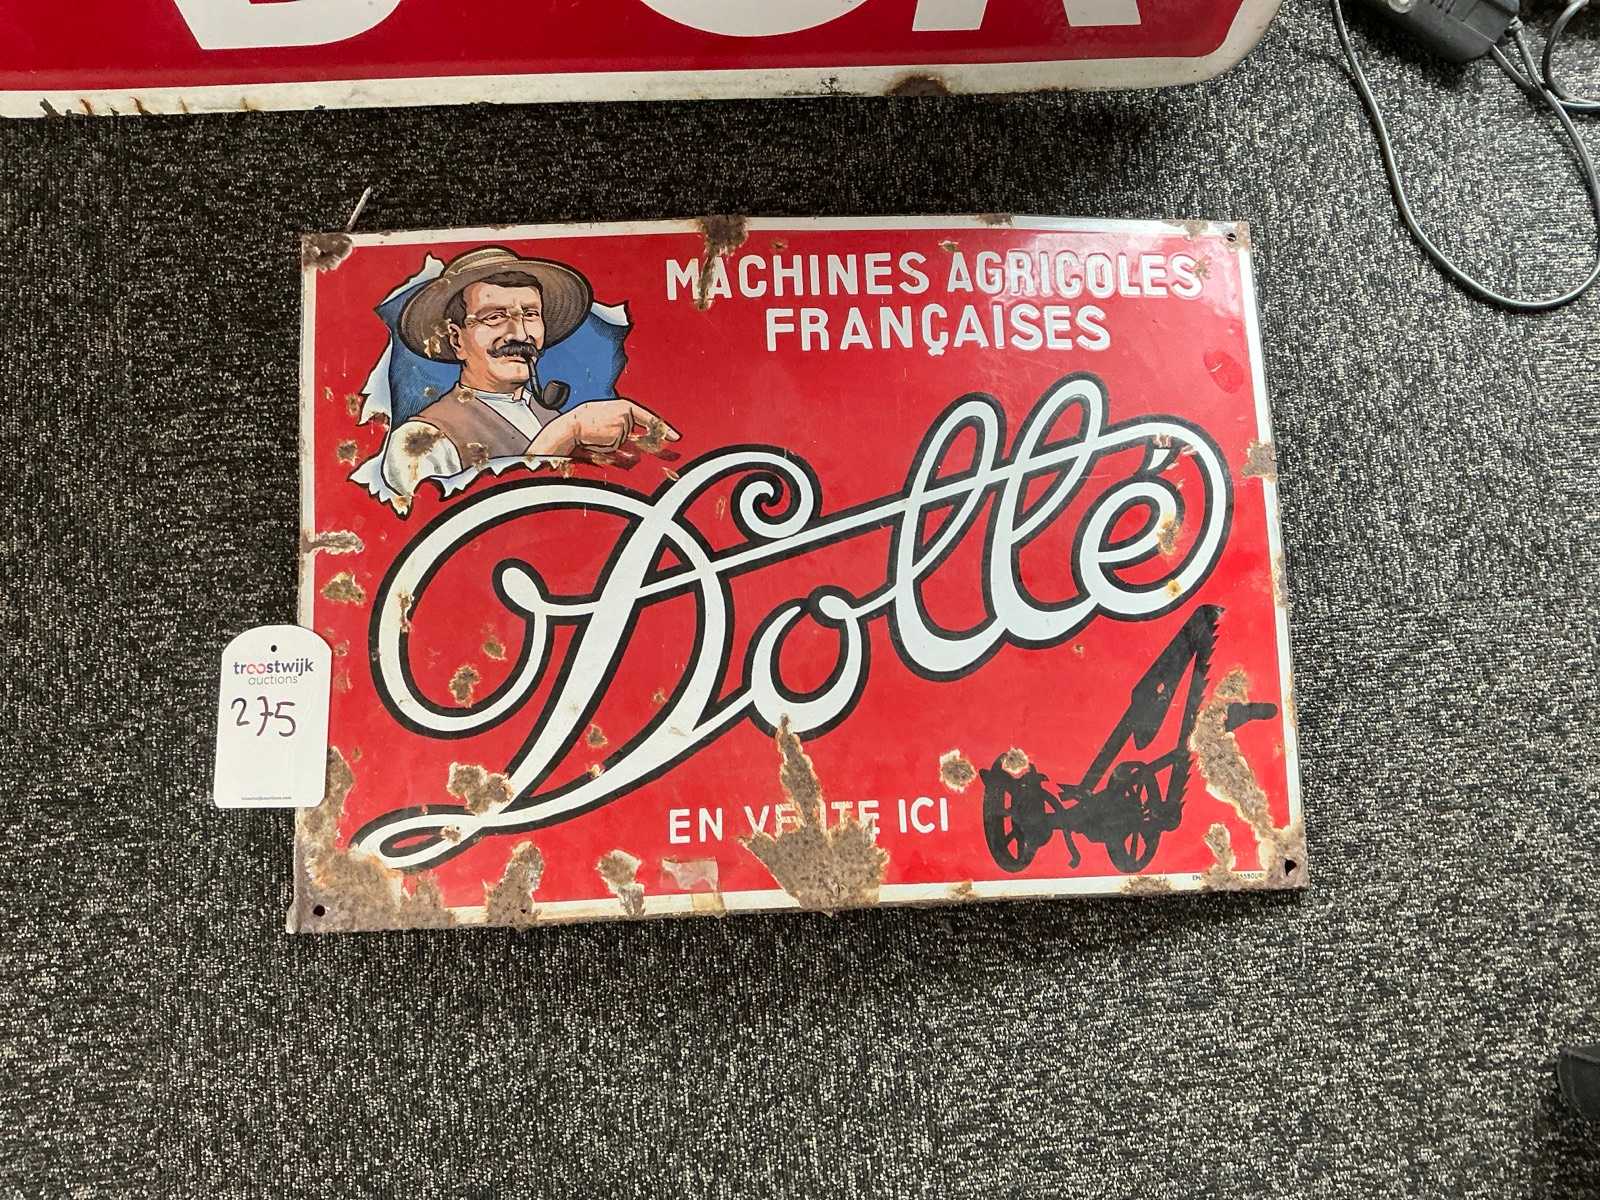 MACHINES AGRICOLES
FRANÇAISES
Dollé
EN VENTE ICI
troostwijk
auctions
275